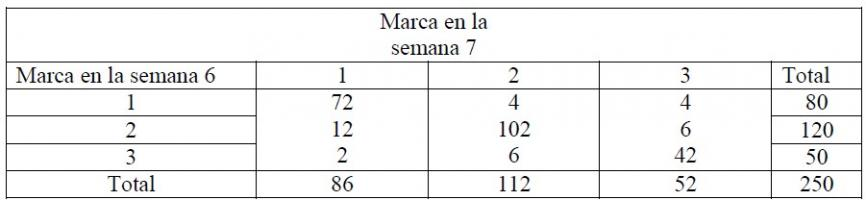 Marca en la
semana 7
Marca en la semana 6 1 2 3 Total
1 72 4 4 80
2 12 102 6 120
3 2 6 42 50
Total 86 112 52 250